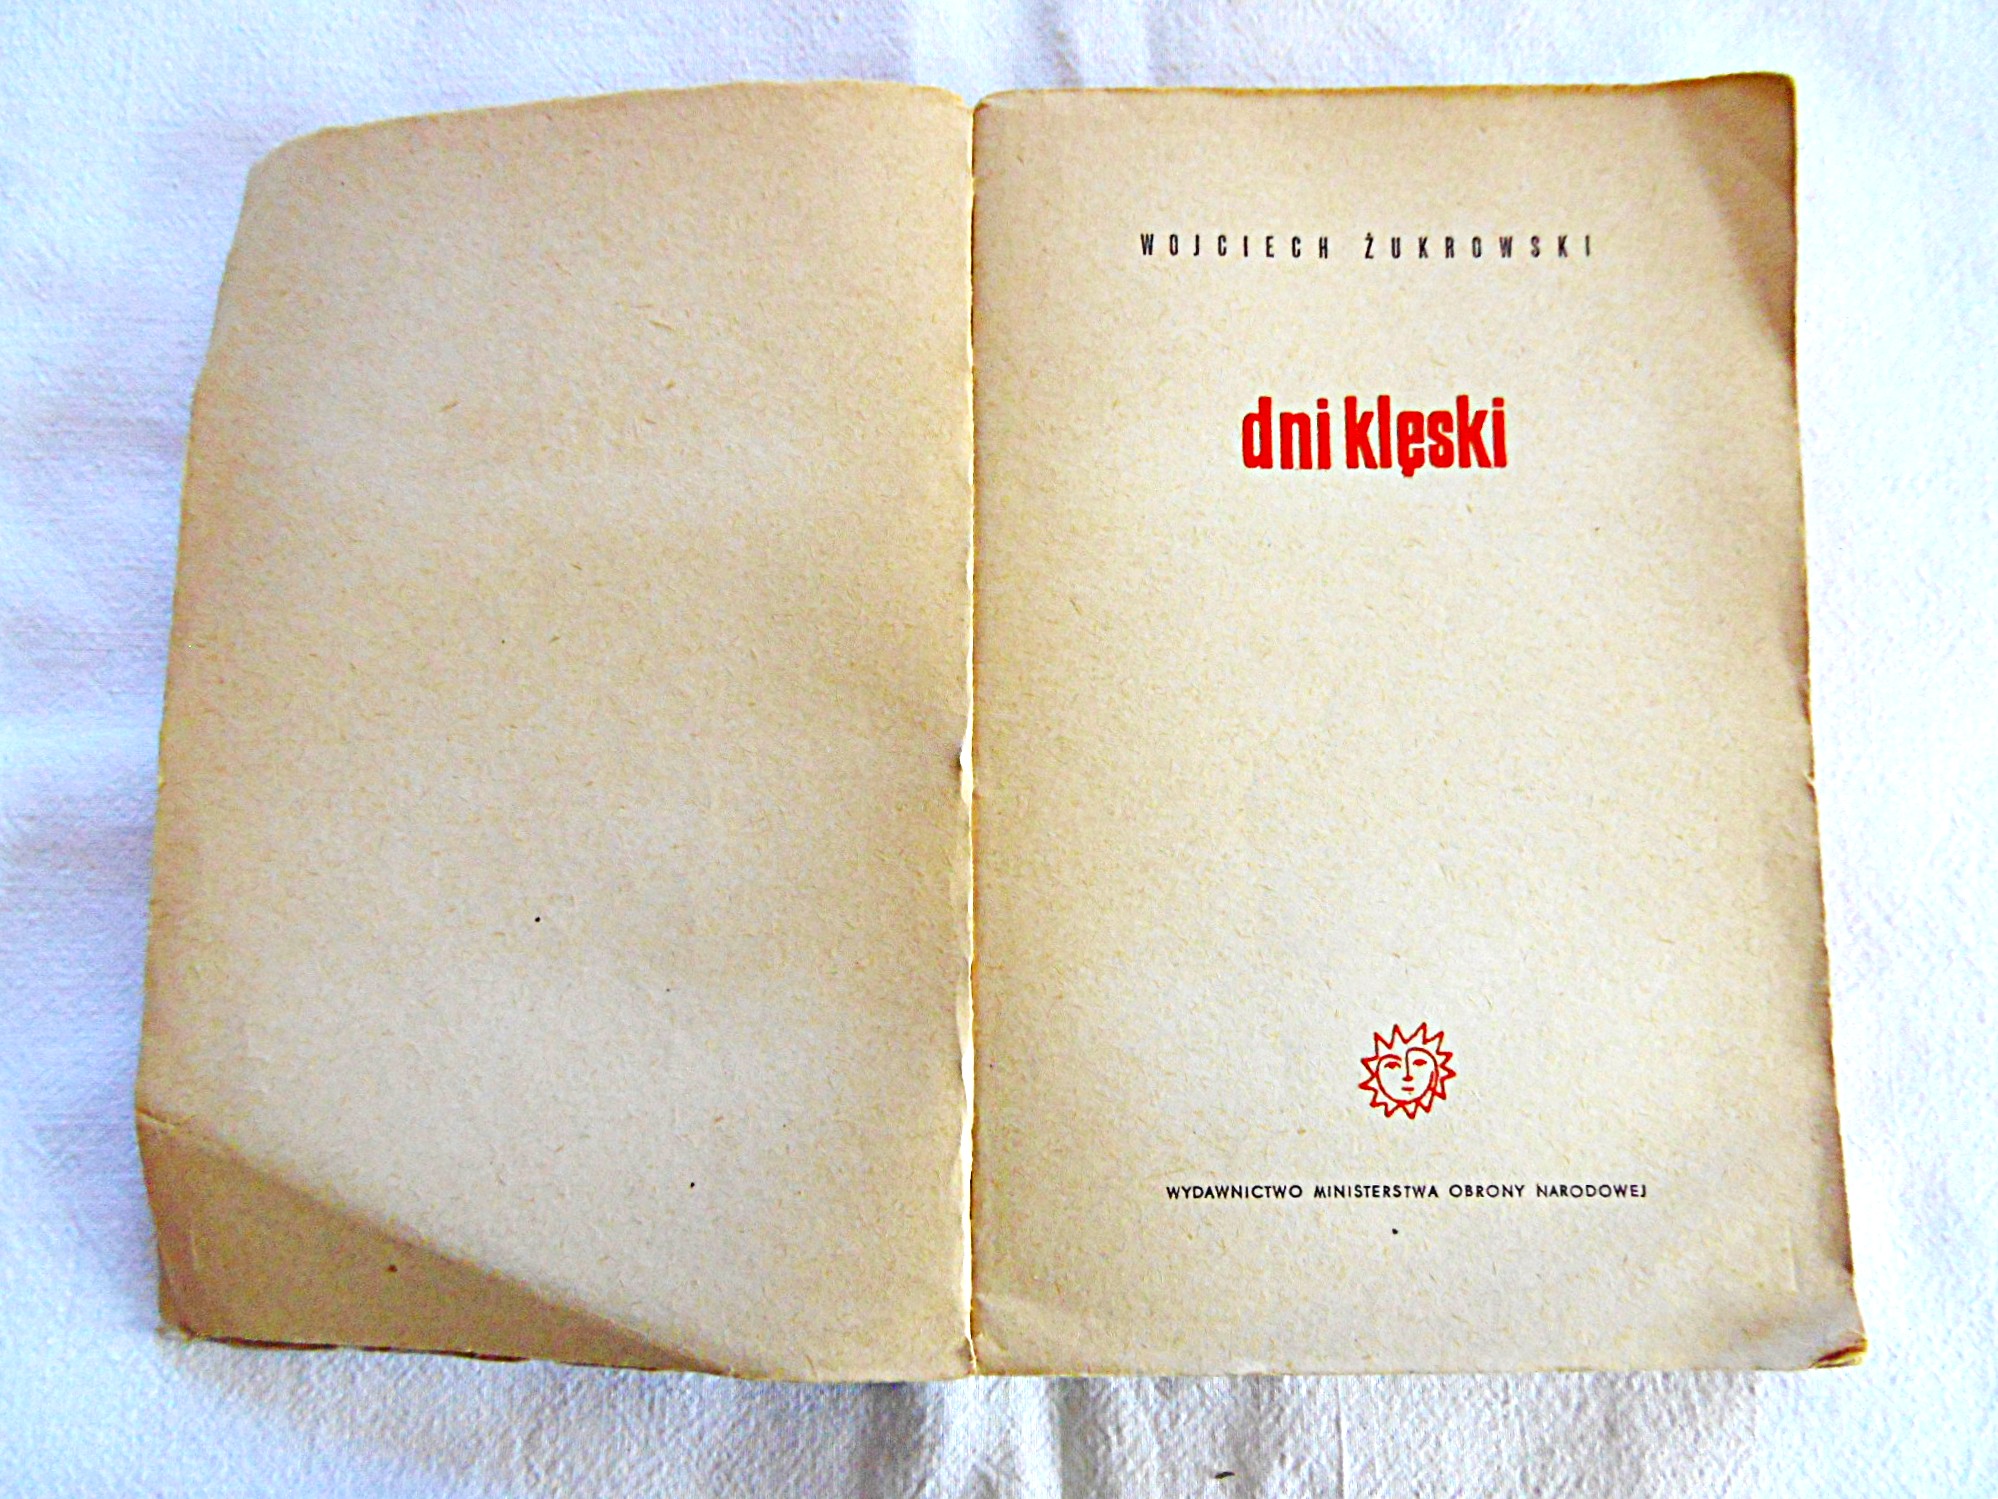 WOJCIECH ŻUKROWSKI
dni klęski
WYDAWNICTWO MINISTERSTWA OBRONY NARODOWEJ